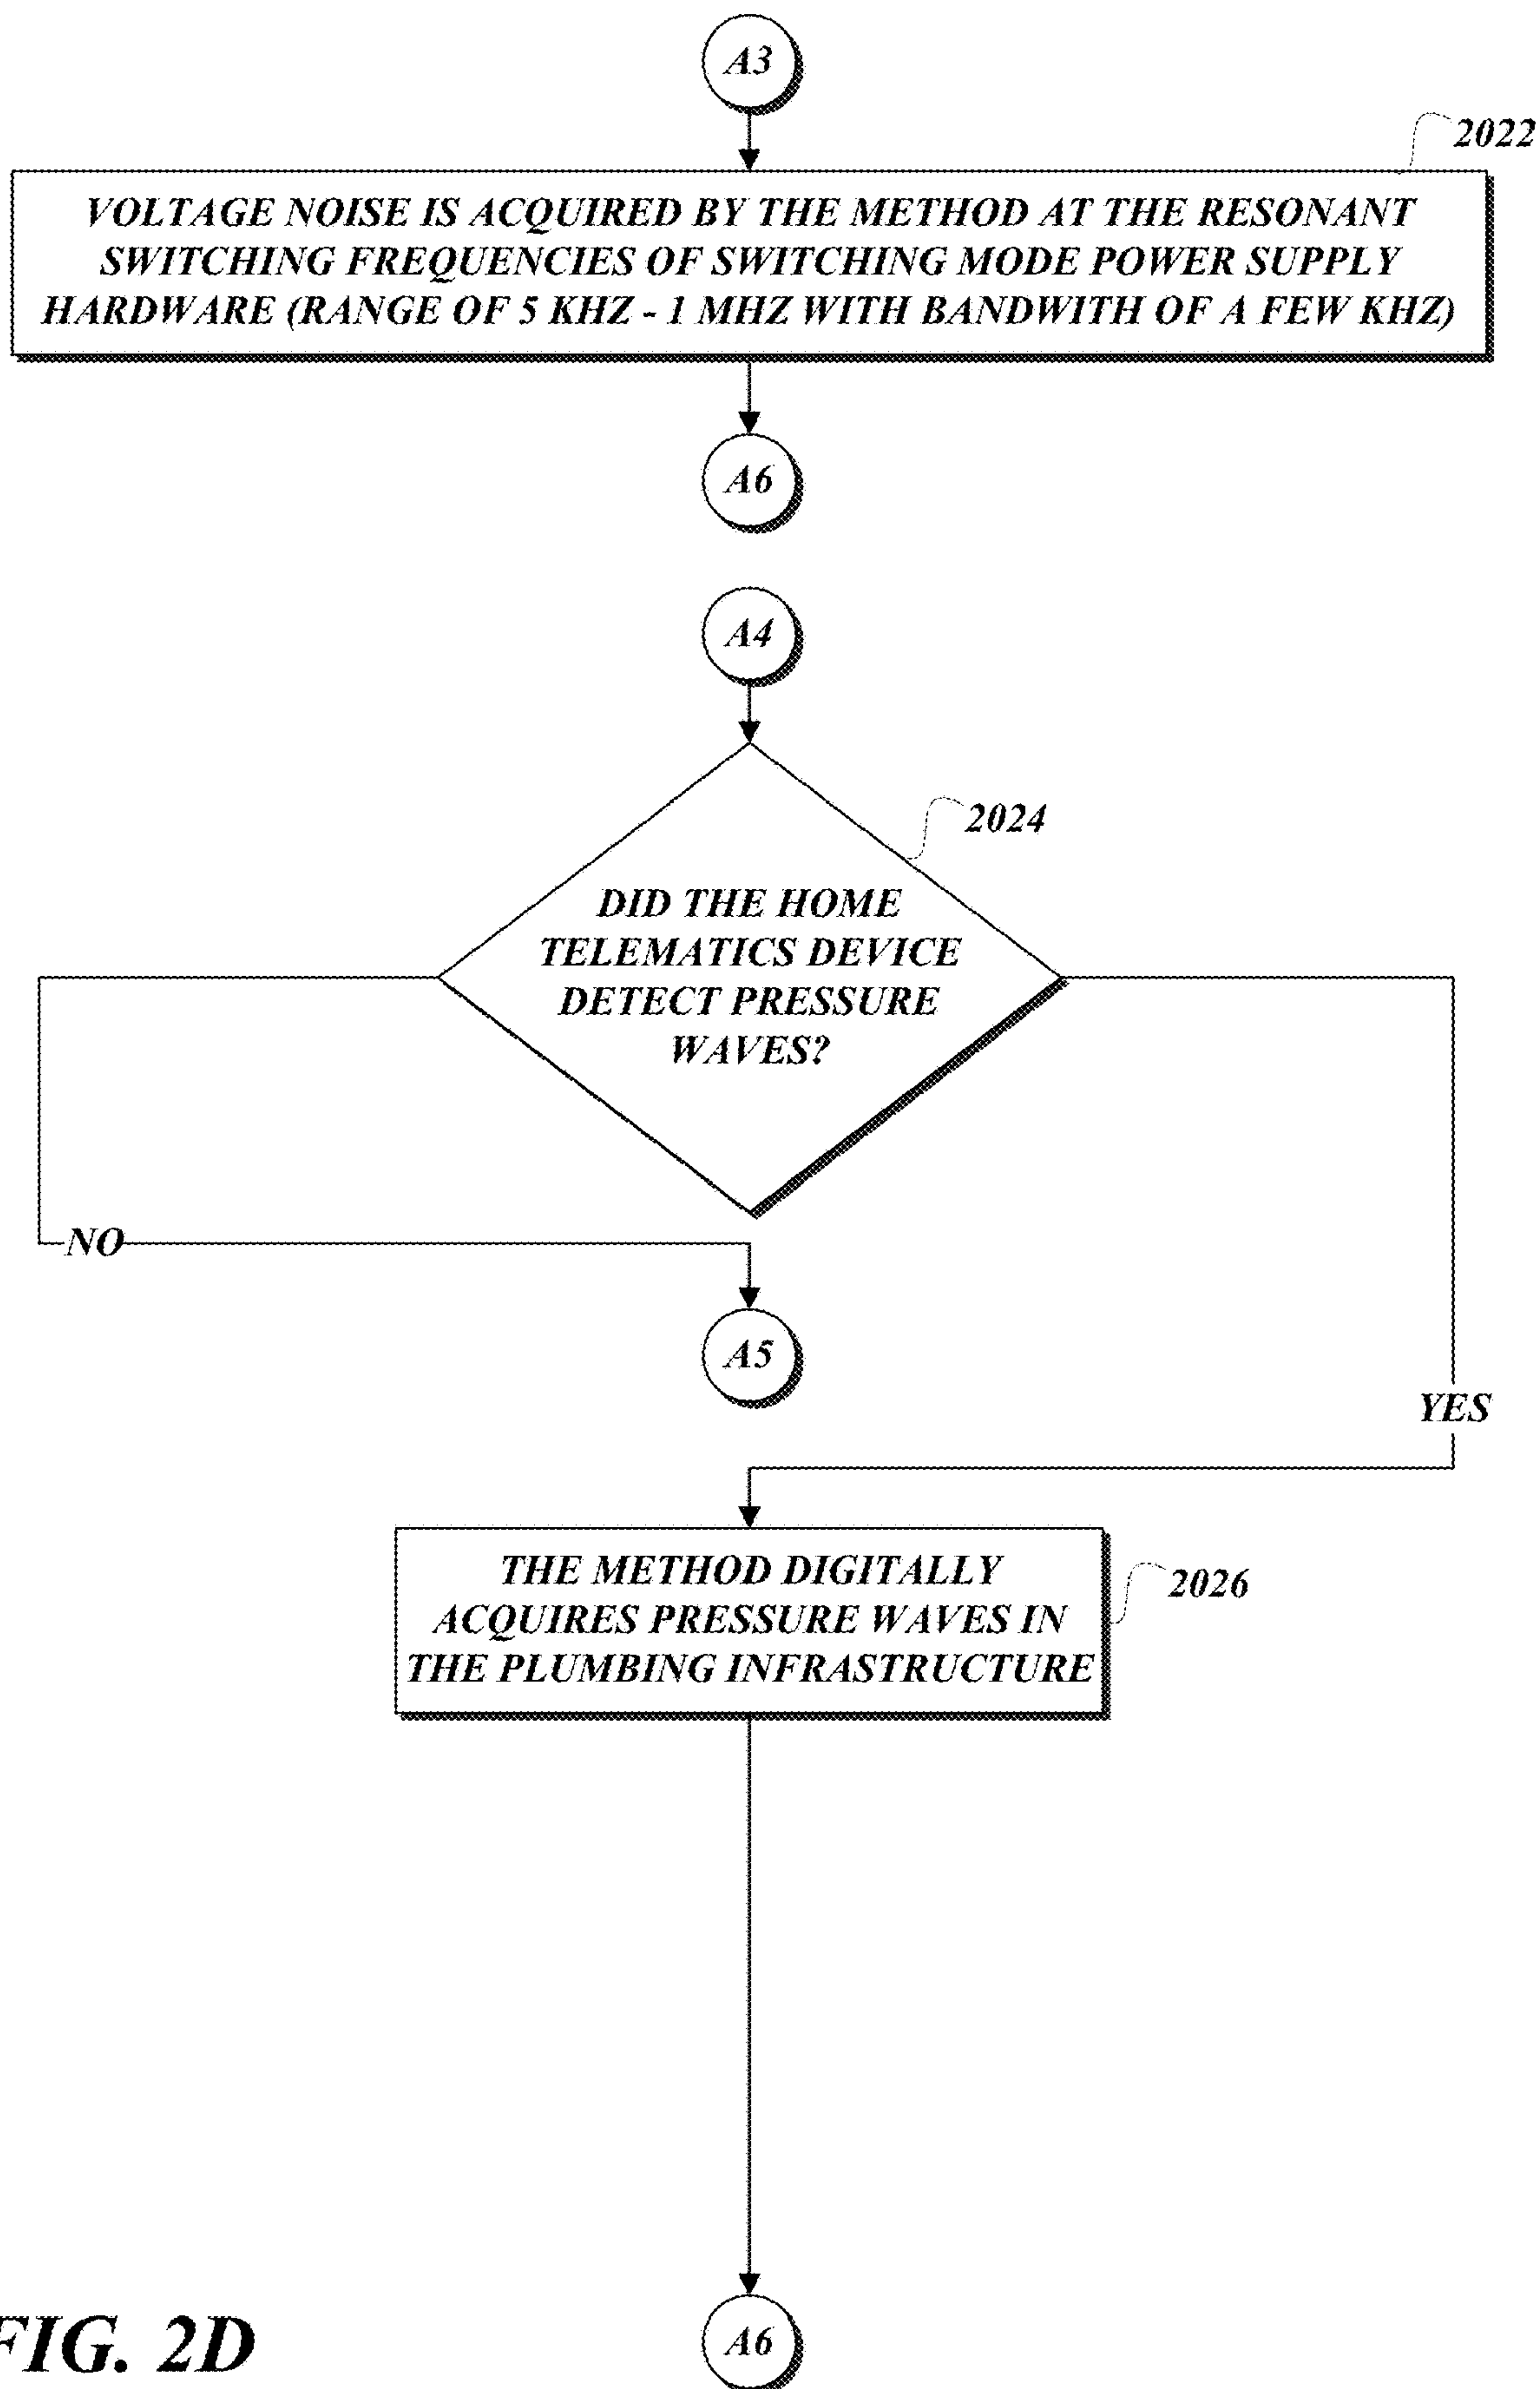 A3
2022
VOLTAGE NOISE IS ACQUIRED BY THE METHOD AT THE RESONANT
SWITCHING FREQUENCIES OF SWITCHING MODE POWER SUPPLY
HARDWARE (RANGE OF 5 KHZ - 1 MHZ WITH BANDWITH OF A FEW KHZ)
A6
A4
2024
DID THE HOME
TELEMATICS DEVICE
DETECT PRESSURE
WAVES?
NO
A5
YES
THE METHOD DIGITALLY
ACQUIRES PRESSURE WAVES IN
THE PLUMBING INFRASTRUCTURE
2026
A6
FIG. 2D